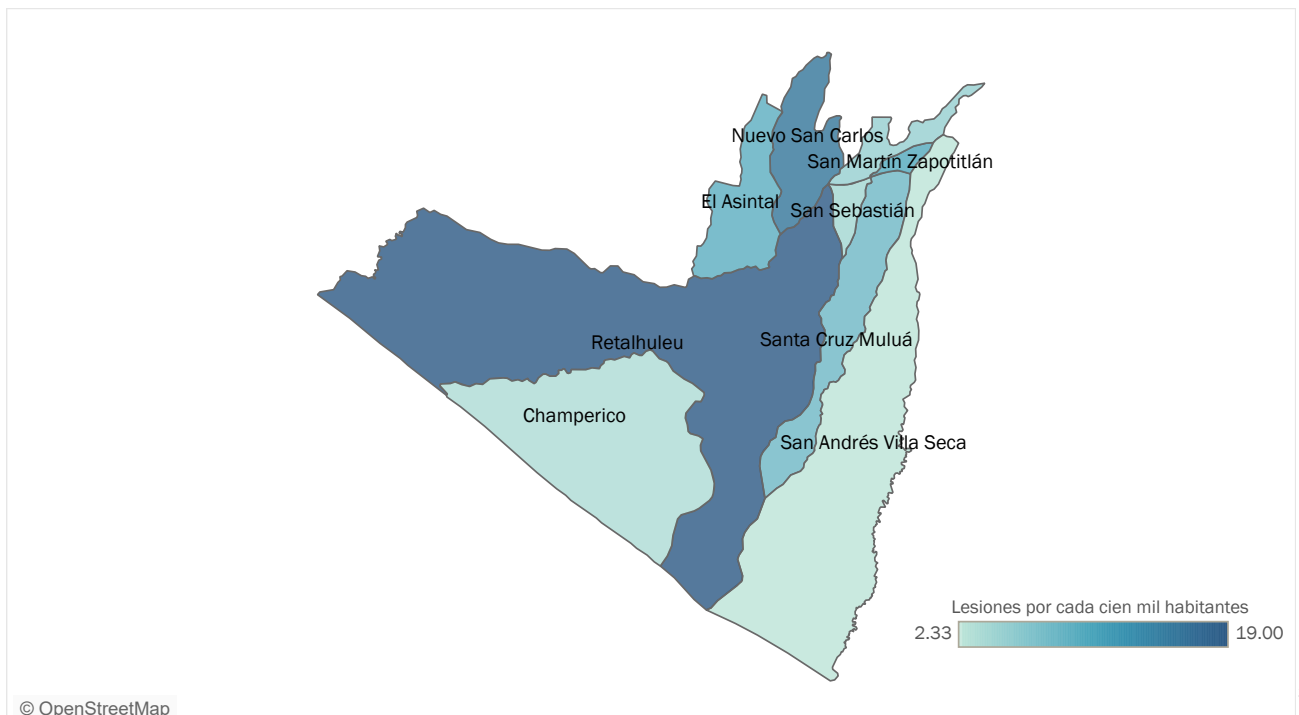 Nuevo San Carlos
San Martín Zapotitlán
El Asintal
San Sebastián
Retalhuleu
Santa Cruz Muluá
Champerico
San Andrés Villa Seca
Lesiones por cada cien mil habitantes
2.33
19.00
© OpenStreetMap